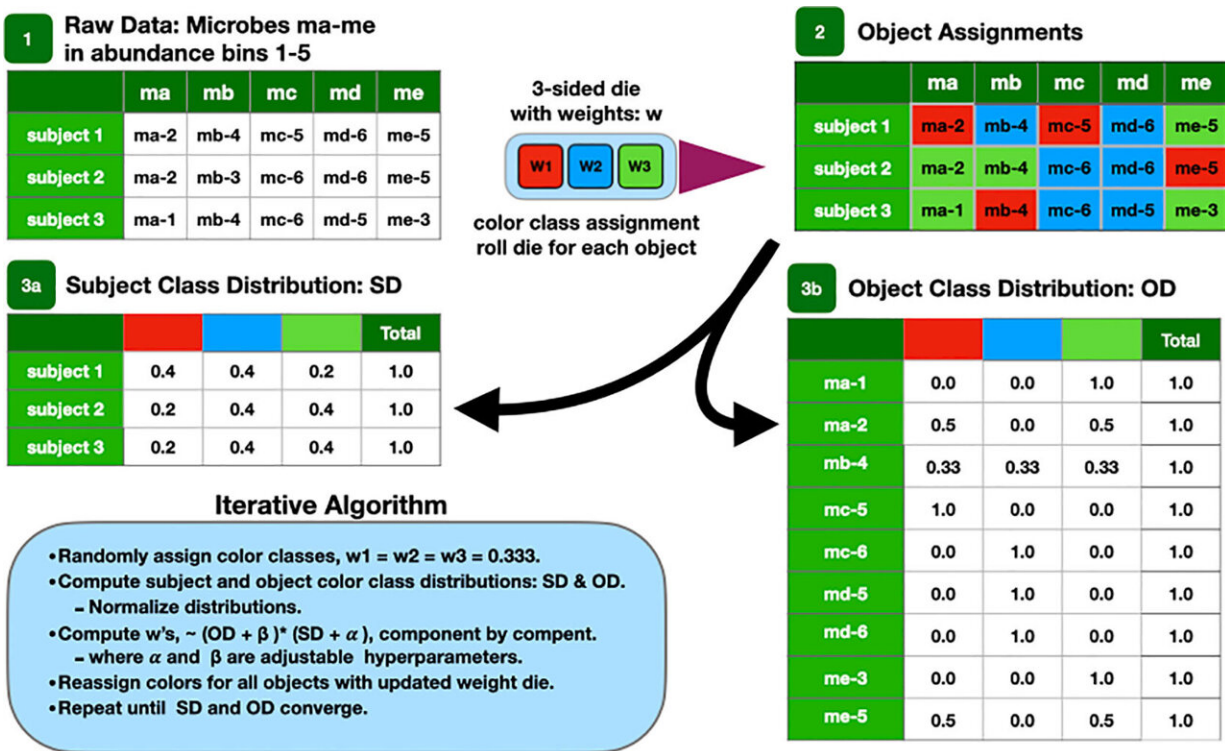 1 Raw Data: Microbes ma-me
in abundance bins 1-5
ma mb mc md me
subject 1 ma-2 mb-4 mc-5 md-6 me-5
subject 2 ma-2 mb-3 mc-6 md-6 me-5
subject 3 ma-1 mb-4 mc-6 md-5 me-3
3-sided die
with weights: w
W1 W2 W3
color class assignment
roll die for each object
2 Object Assignments
ma mb mc md me
subject 1 ma-2 mb-4 mc-5 md-6 me-5
subject 2 ma-2 mb-4 mc-6 md-6 me-5
subject 3 ma-1 mb-4 mc-6 md-5 me-3
3a Subject Class Distribution: SD
Total
subject 1 0.4 0.4 0.2 1.0
subject 2 0.2 0.4 0.4 1.0
subject 3 0.2 0.4 0.4 1.0
3b Object Class Distribution: OD
Total
ma-1 0.0 0.0 1.0 1.0
ma-2 0.5 0.0 0.5 1.0
mb-4 0.33 0.33 0.33 1.0
mc-5 1.0 0.0 0.0 1.0
mc-6 0.0 1.0 0.0 1.0
md-5 0.0 1.0 0.0 1.0
md-6 0.0 1.0 0.0 1.0
me-3 0.0 0.0 1.0 1.0
me-5 0.5 0.0 0.5 1.0
Iterative Algorithm
•Randomly assign color classes, w1 = w2 = w3 = 0.333.
•Compute subject and object color class distributions: SD & OD.
– Normalize distributions.
•Compute w's, ~ (OD + β )* (SD + α ), component by compent.
– where α and β are adjustable hyperparameters.
•Reassign colors for all objects with updated weight die.
•Repeat until SD and OD converge.